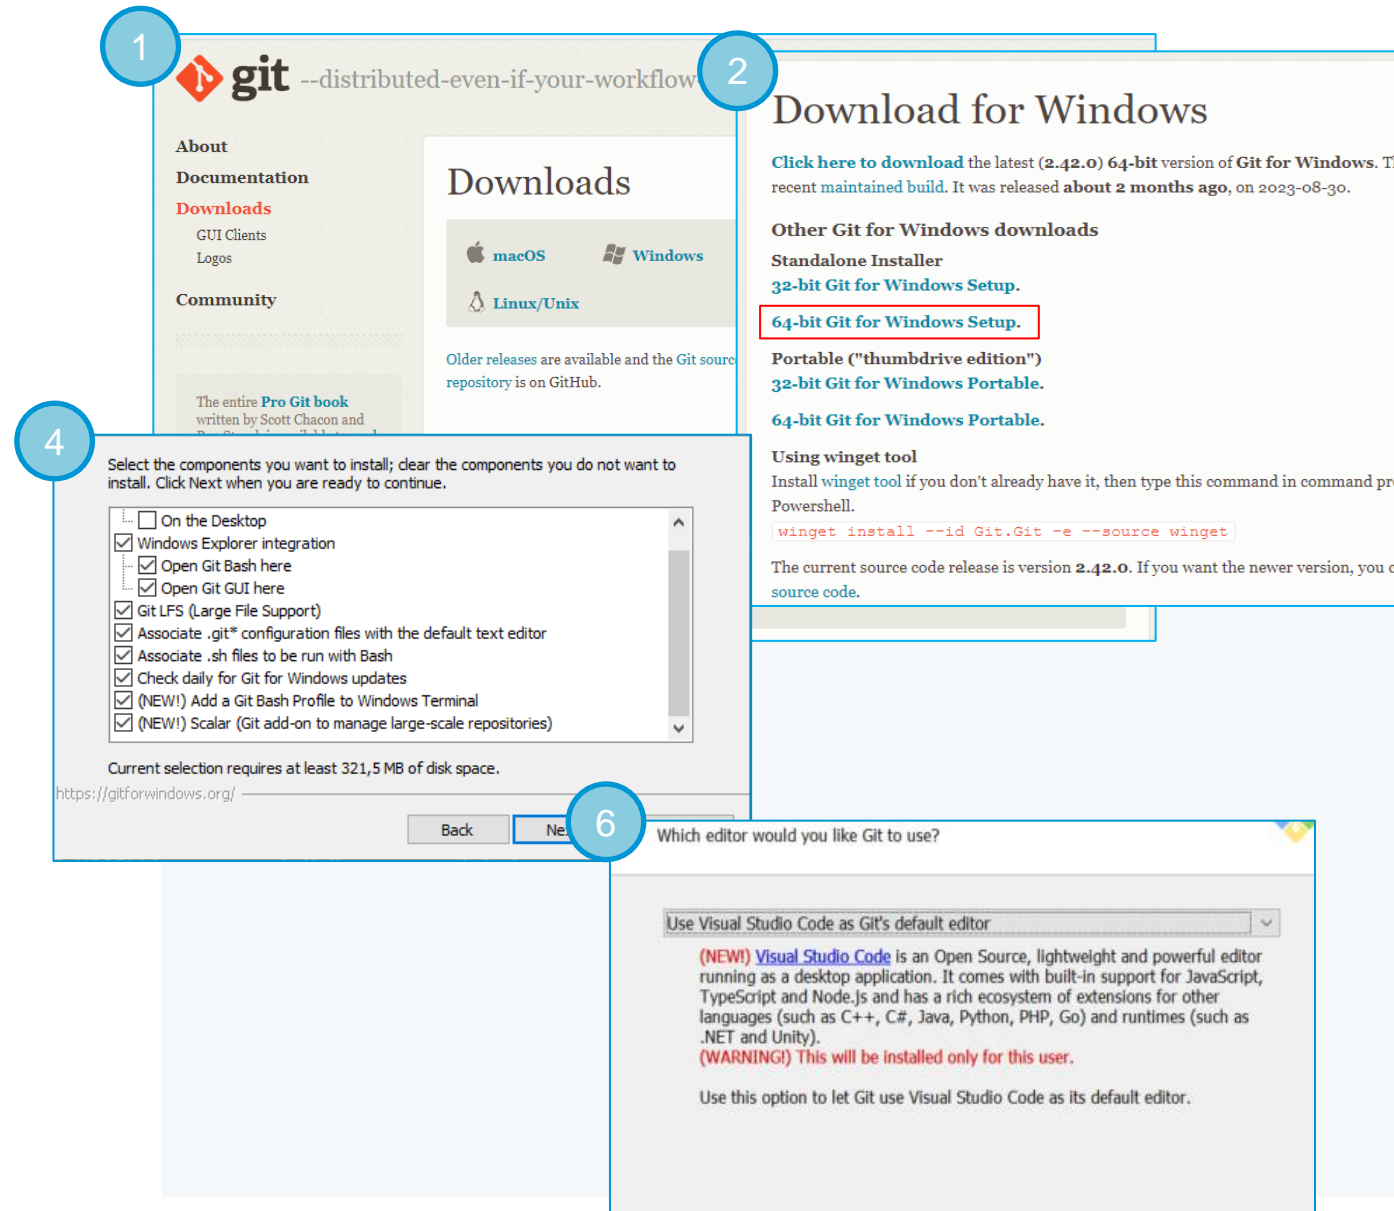 1
git --distributed-even-if-your-workflow-
About
Documentation
Downloads
GUI Clients
Logos
Community
The entire Pro Git book
written by Scott Chacon and
Downloads
macOS
Windows
Linux/Unix
Older releases are available and the Git source
repository is on GitHub.
2
Download for Windows
Click here to download the latest (2.42.0) 64-bit version of Git for Windows.
recent maintained build. It was released about 2 months ago, on 2023-08-30.
Other Git for Windows downloads
Standalone Installer
32-bit Git for Windows Setup.
64-bit Git for Windows Setup.
Portable ("thumbdrive edition")
32-bit Git for Windows Portable.
64-bit Git for Windows Portable.
Using winget tool
Install winget tool if you don't already have it, then type this command in command
Powershell.
winget install --id Git.Git -e --source winget
The current source code release is version 2.42.0. If you want the newer version, you
source code.
4
Select the components you want to install; clear the components you do not want to
install. Click Next when you are ready to continue.
On the Desktop
Windows Explorer integration
Open Git Bash here
Open Git GUI here
Git LFS (Large File Support)
Associate .git* configuration files with the default text editor
Associate .sh files to be run with Bash
Check daily for Git for Windows updates
(NEW!) Add a Git Bash Profile to Windows Terminal
(NEW!) Scalar (Git add-on to manage large-scale repositories)
Current selection requires at least 321,5 MB of disk space.
https://gitforwindows.org/
Back
6
Which editor would you like Git to use?
Use Visual Studio Code as Git's default editor
(NEW!) Visual Studio Code is an Open Source, lightweight and powerful editor
running as a desktop application. It comes with built-in support for JavaScript,
TypeScript and Node.js and has a rich ecosystem of extensions for other
languages (such as C++, C#, Java, Python, PHP, Go) and runtimes (such as
.NET and Unity).
(WARNING!) This will be installed only for this user.
Use this option to let Git use Visual Studio Code as its default editor.